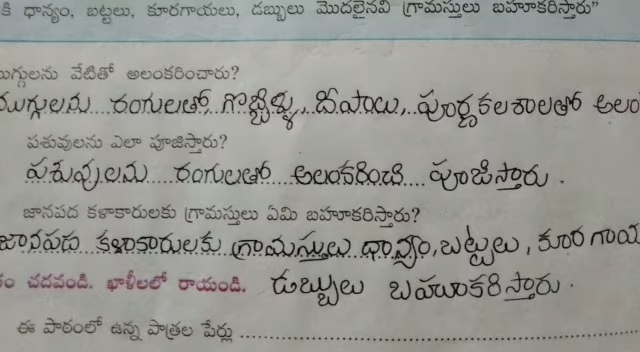 కి ధాన్యం, బట్టలు, కూరగాయలు, డబ్బులు మొదలైనవి గ్రామస్తులు బహూకరిస్తారు”
ముగ్గులను వేటితో అలంకరించారు?
ముగ్గులను రంగులతో, గొబ్బెళ్ళు, దీపాలు, పూర్ణకలశాలతో అలం
పశువులను ఎలా పూజిస్తారు?
పశువులను రంగులతో అలంకరించి పూజిస్తారు.
జానపద కళాకారులకు గ్రామస్తులు ఏమి బహూకరిస్తారు?
జానపద కళాకారులకు గ్రామస్తులు ధాన్యం, బట్టలు, కూరగాయ
ం చదవండి. ఖాళీలలో రాయండి. డబ్బులు బహూకరిస్తారు.
ఈ పాఠంలో ఉన్న పాత్రల పేర్లు